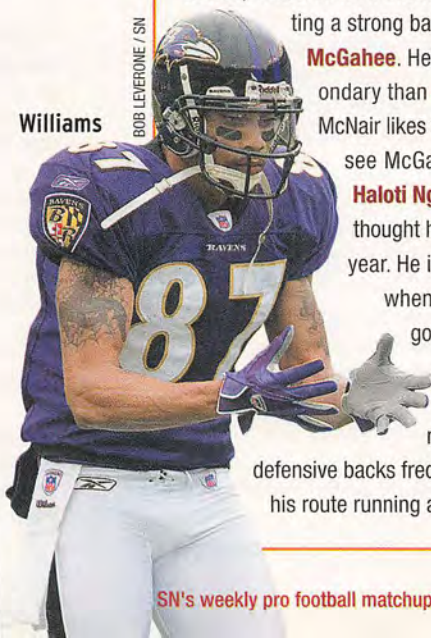 BOB LEVERONE / SN
Williams
ting a strong ba
McGahee. He
ondary than
McNair likes
see McGa
Haloti Ng
thought h
year. He i
when
go
defensive backs fred
his route running a
RAVENS
87
SN's weekly pro football matchup